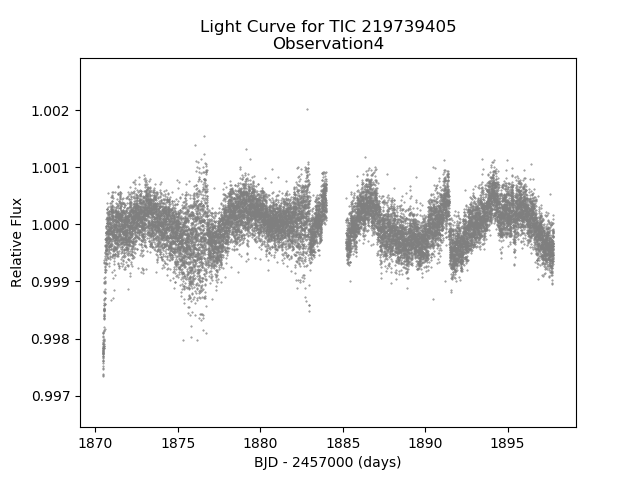 Light Curve for TIC 219739405
Observation4
1.002
1.001
1.000
0.999
0.998
0.997
Relative Flux
1870 1875 1880 1885 1890 1895
BJD - 2457000 (days)